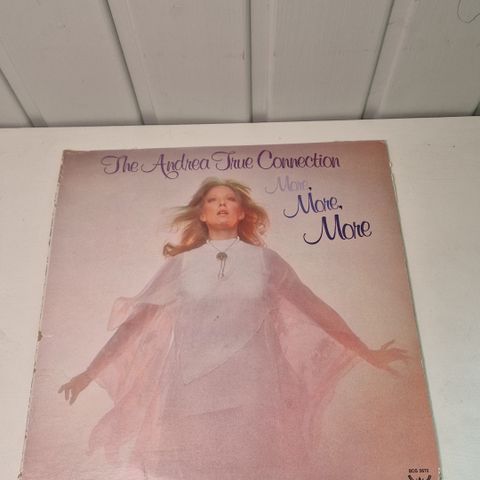 The Andrea True Connection
More,
More,
More